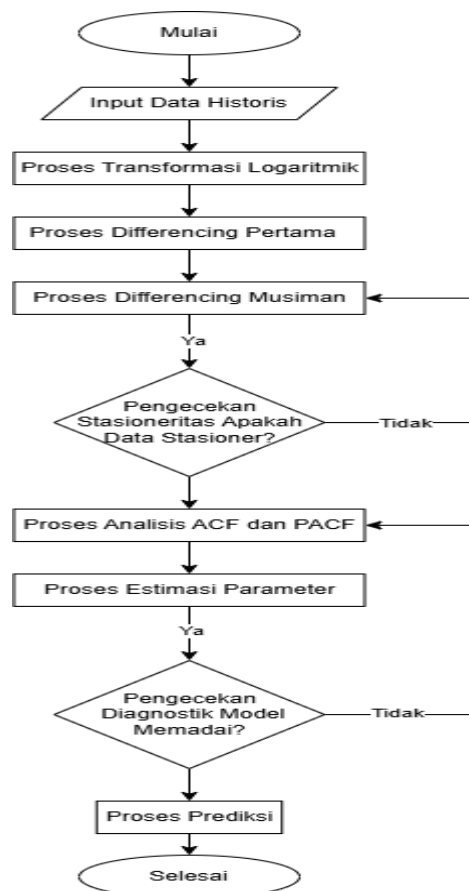 Mulai
Input Data Historis
Proses Transformasi Logaritmik
Proses Differencing Pertama
Proses Differencing Musiman
Ya
Pengecekan
Stasioneritas Apakah
Data Stasioner?
Tidak
Proses Analisis ACF dan PACF
Proses Estimasi Parameter
Ya
Pengecekan
Diagnostik Model
Memadai?
Tidak
Proses Prediksi
Selesai